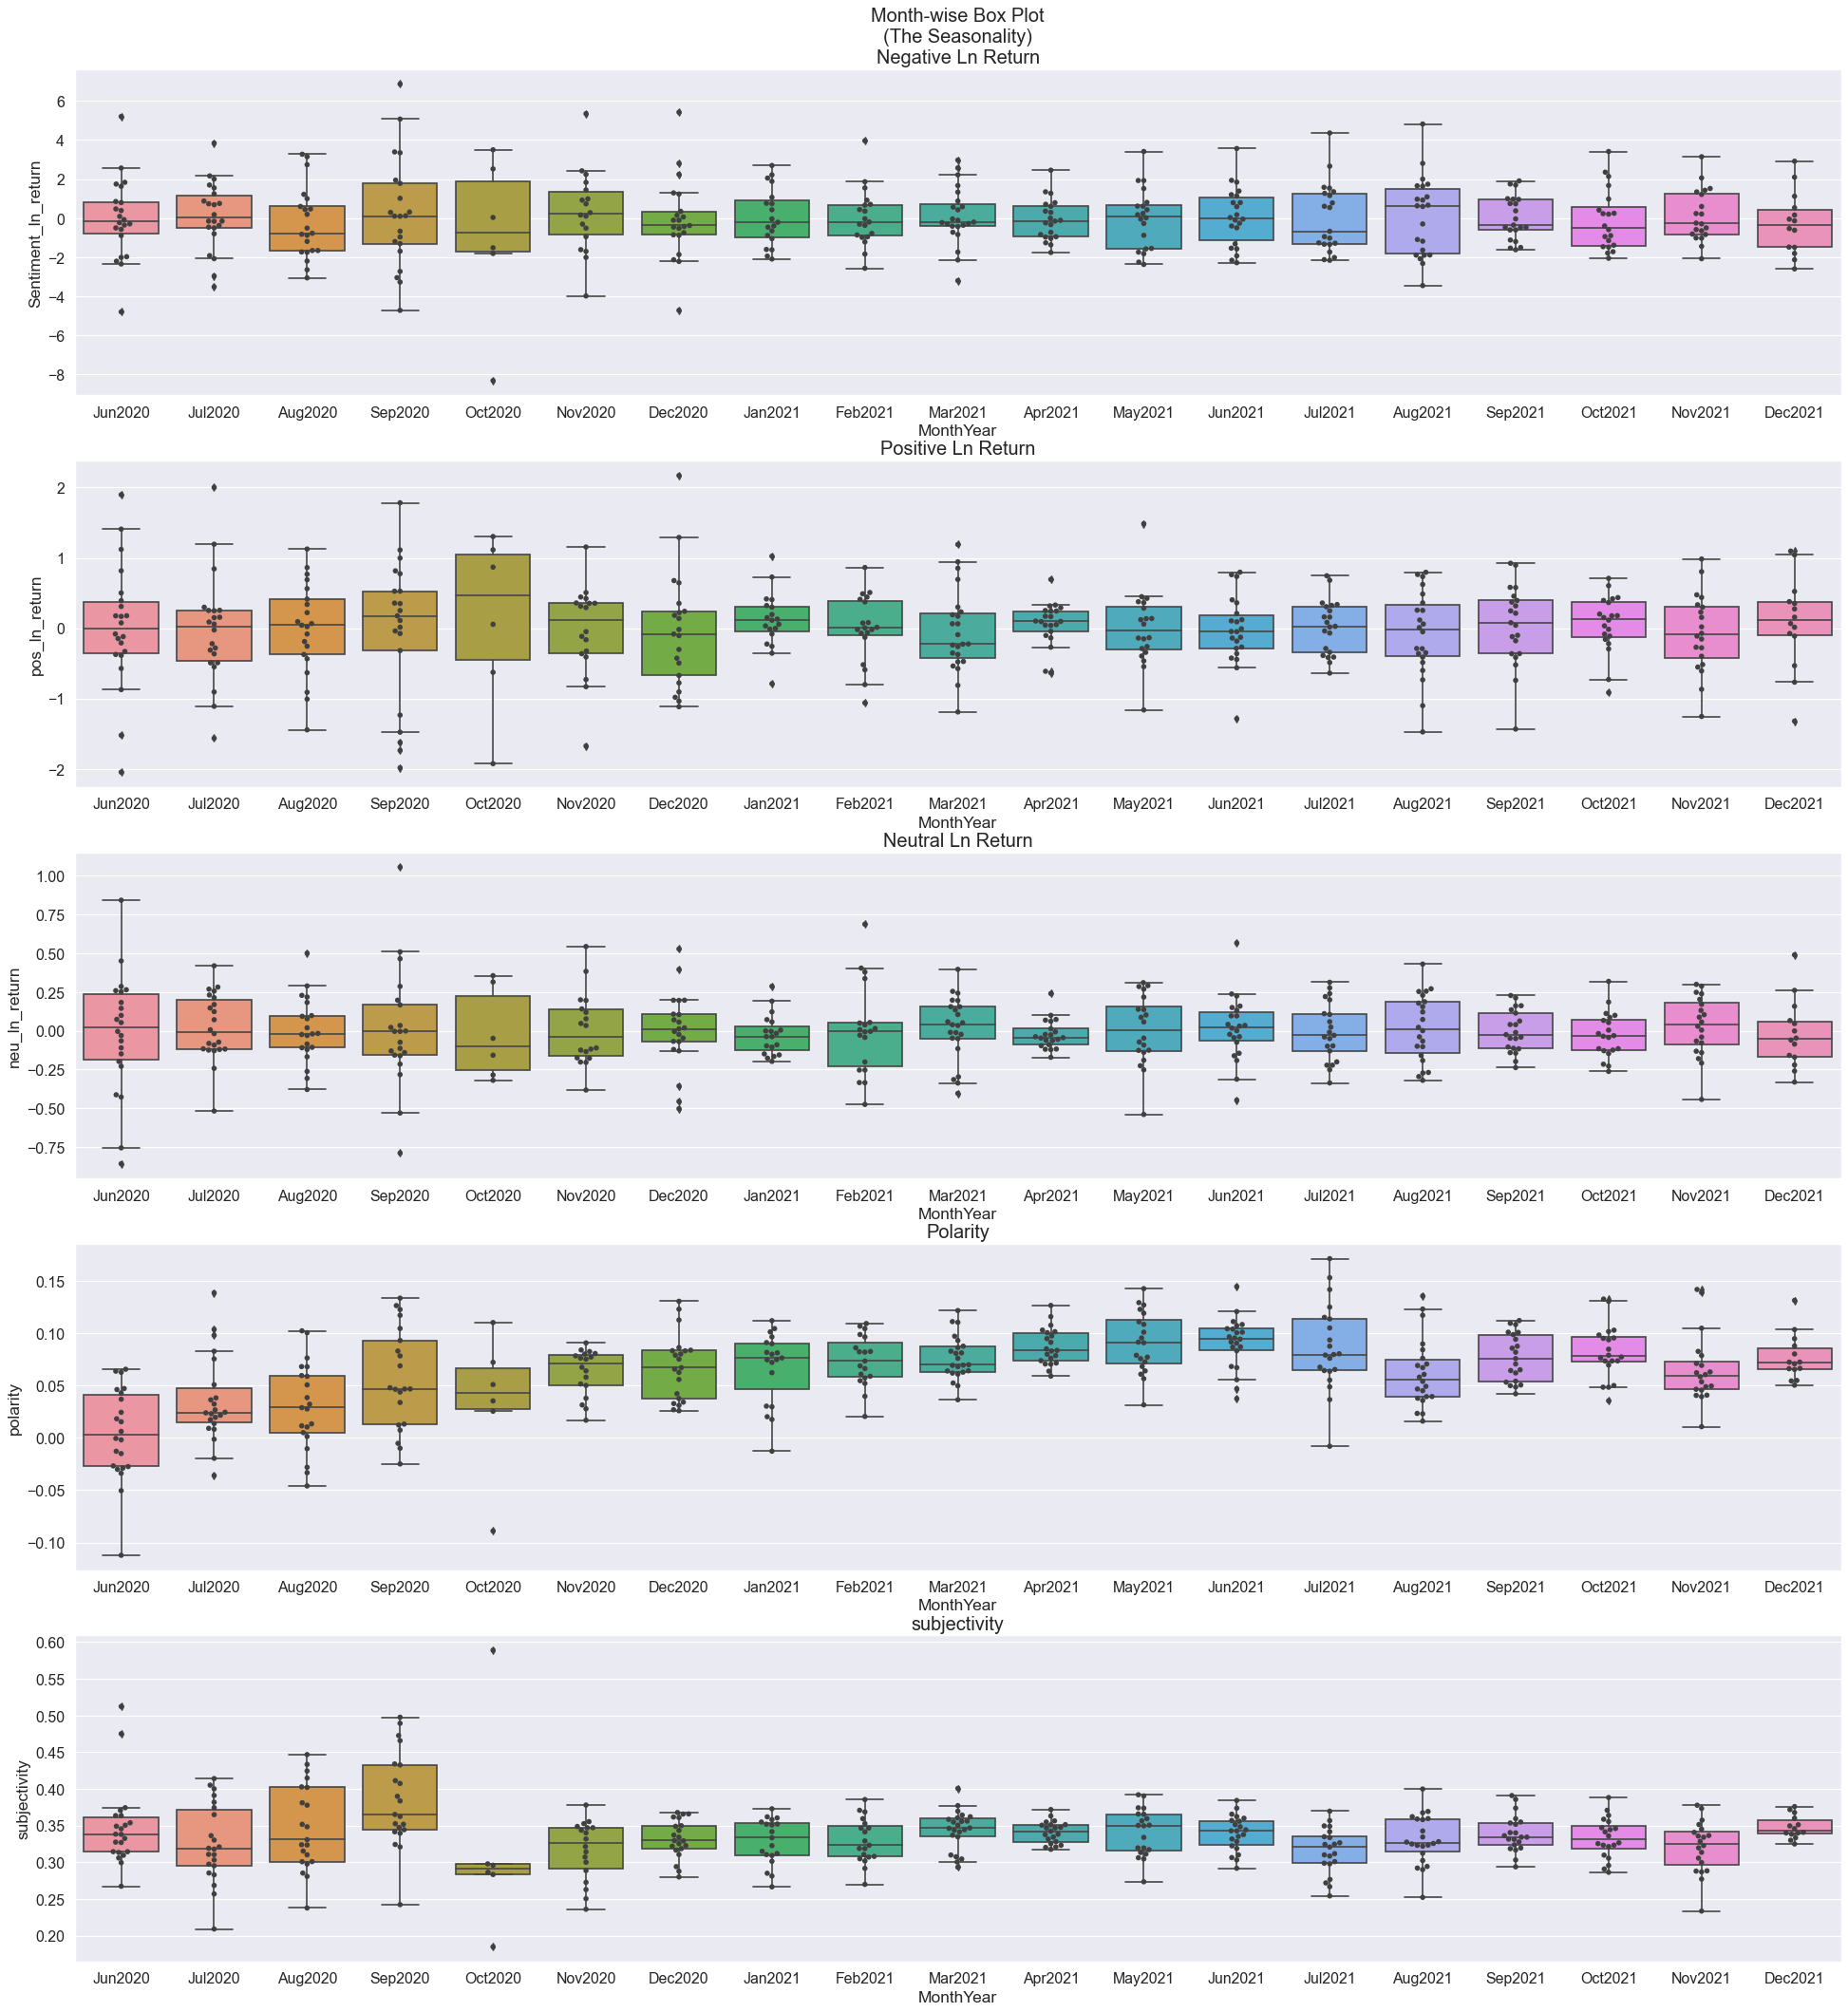 Month-wise Box Plot
(The Seasonality)
Negative Ln Return
Sentiment_ln_return
6
4
2
0
−2
−4
−6
−8
Jun2020 Jul2020 Aug2020 Sep2020 Oct2020 Nov2020 Dec2020 Jan2021 Feb2021 Mar2021 Apr2021 May2021 Jun2021 Jul2021 Aug2021 Sep2021 Oct2021 Nov2021 Dec2021
MonthYear
Positive Ln Return
pos_ln_return
2
1
0
−1
−2
Jun2020 Jul2020 Aug2020 Sep2020 Oct2020 Nov2020 Dec2020 Jan2021 Feb2021 Mar2021 Apr2021 May2021 Jun2021 Jul2021 Aug2021 Sep2021 Oct2021 Nov2021 Dec2021
MonthYear
Neutral Ln Return
neu_ln_return
1.00
0.75
0.50
0.25
0.00
−0.25
−0.50
−0.75
Jun2020 Jul2020 Aug2020 Sep2020 Oct2020 Nov2020 Dec2020 Jan2021 Feb2021 Mar2021 Apr2021 May2021 Jun2021 Jul2021 Aug2021 Sep2021 Oct2021 Nov2021 Dec2021
MonthYear
Polarity
polarity
0.15
0.10
0.05
0.00
−0.05
−0.10
Jun2020 Jul2020 Aug2020 Sep2020 Oct2020 Nov2020 Dec2020 Jan2021 Feb2021 Mar2021 Apr2021 May2021 Jun2021 Jul2021 Aug2021 Sep2021 Oct2021 Nov2021 Dec2021
MonthYear
subjectivity
subjectivity
0.60
0.55
0.50
0.45
0.40
0.35
0.30
0.25
0.20
Jun2020 Jul2020 Aug2020 Sep2020 Oct2020 Nov2020 Dec2020 Jan2021 Feb2021 Mar2021 Apr2021 May2021 Jun2021 Jul2021 Aug2021 Sep2021 Oct2021 Nov2021 Dec2021
MonthYear